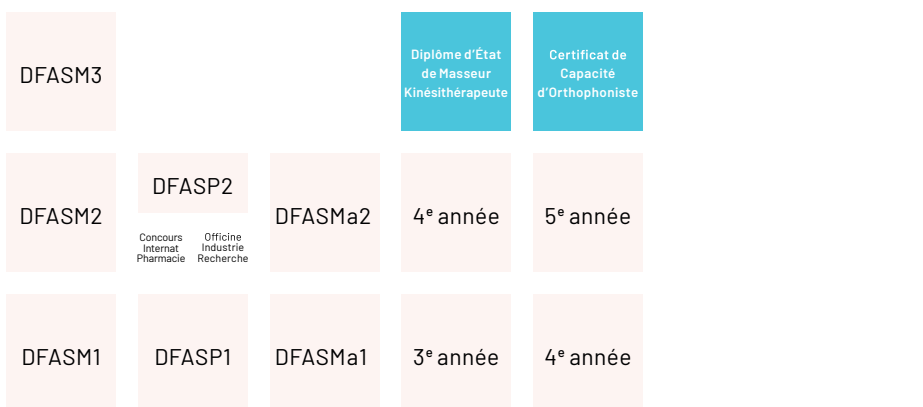 DFASM3
Diplôme d'État
de Masseur
Kinésithérapeute
Certificat de
Capacité
d'Orthophoniste
DFASM2
DFASP2
Concours
Internat
Pharmacie
Officine
Industrie
Recherche
DFASMa2
4e année
5e année
DFASM1
DFASP1
DFASMa1
3e année
4e année